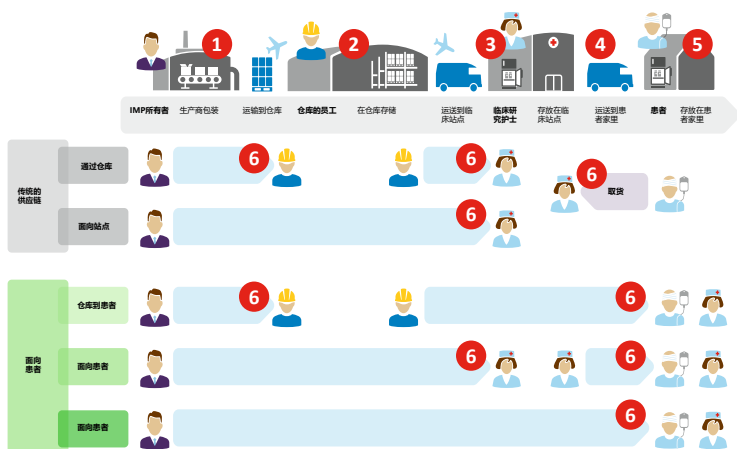 1
2
3
4
5
IMP所有者
生产商包装
运输到仓库
仓库的员工
在仓库存储
运送到临
床站点
临床研
究护士
存放在临
床站点
运送到患
者家里
患者
存放在患
者家里
传统的
供应链
通过仓库
6
6
6
取货
面向站点
6
面向
患者
仓库到患者
6
6
面向患者
6
6
面向患者
6